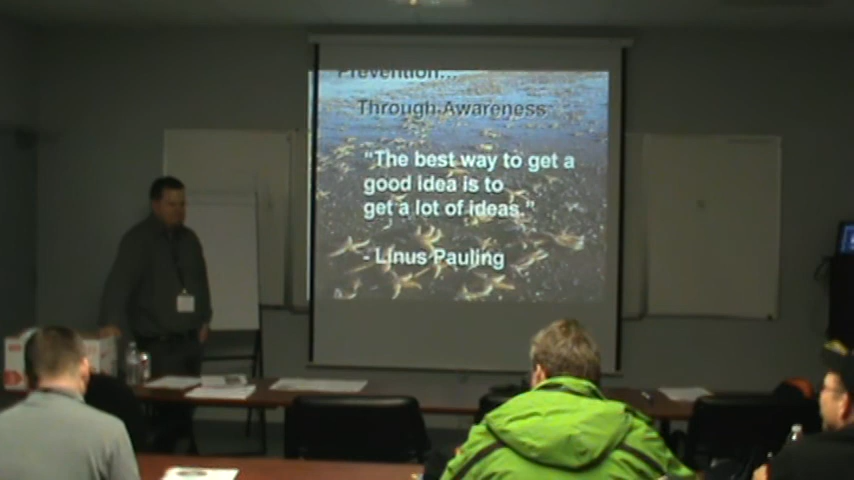 Prevention...
Through Awareness
"The best way to get a
good idea is to
get a lot of ideas."
- Linus Pauling